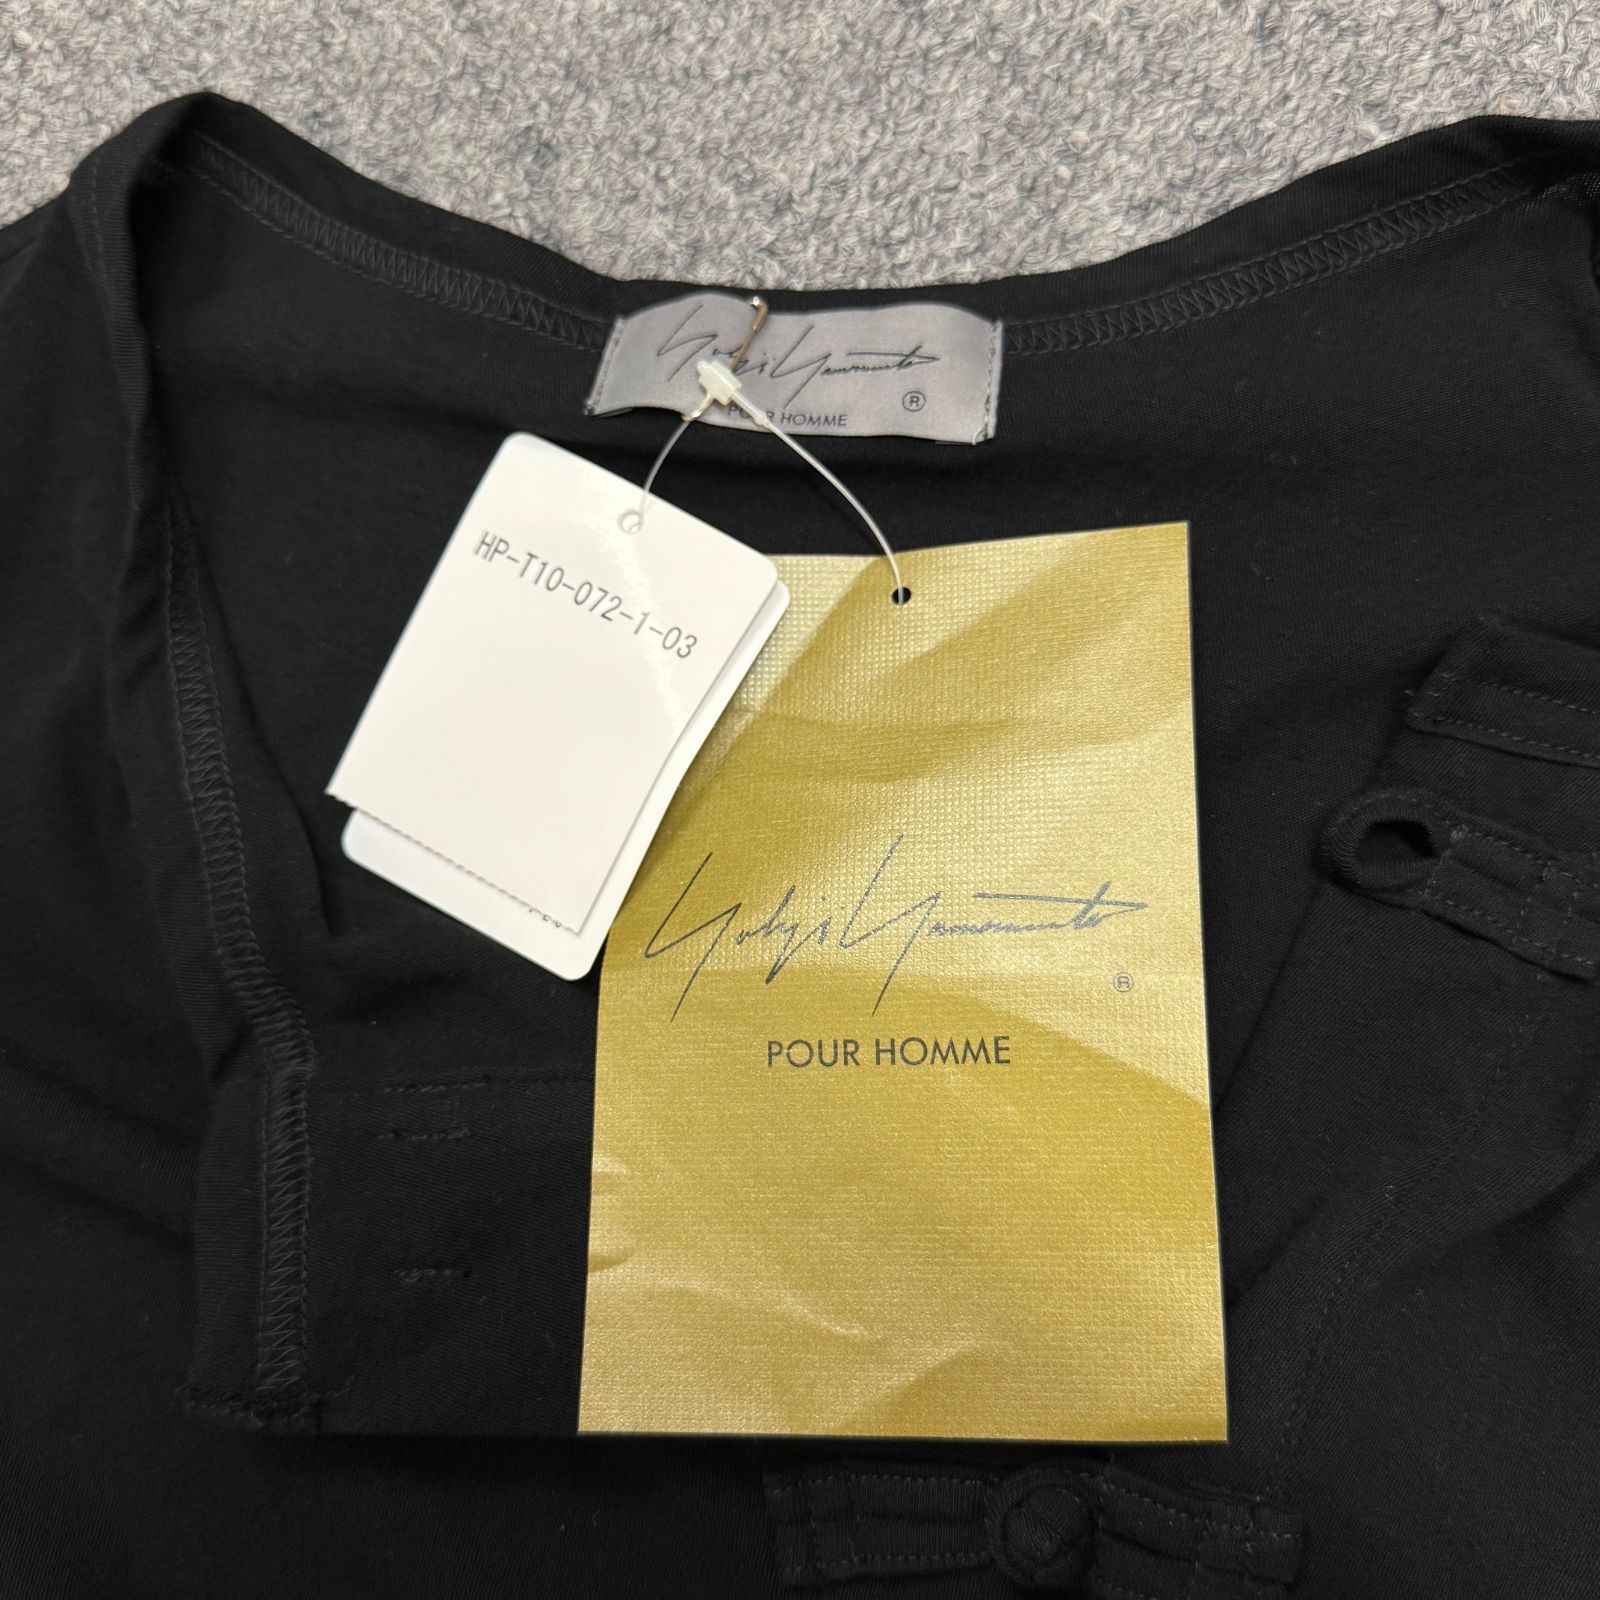 Yohji Yamamoto
POUR HOMME
®
HP-T10-072-1-03
Yohji Yamamoto
®
POUR HOMME